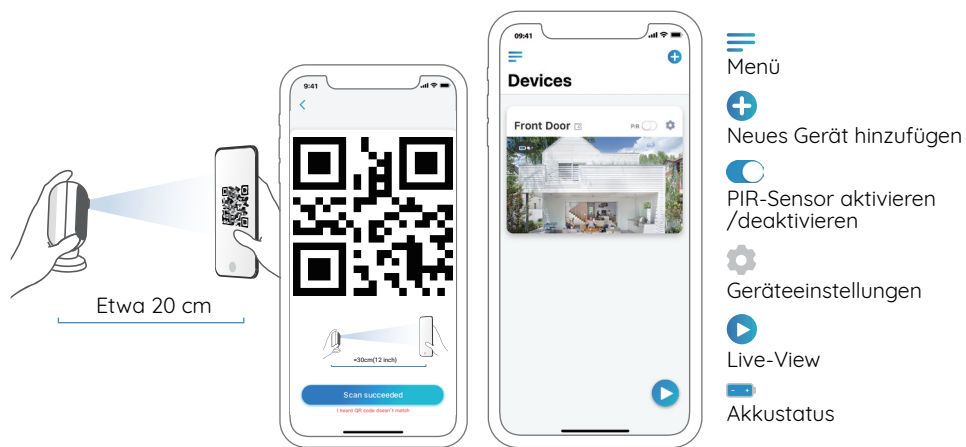 Etwa 20 cm
9:41
≈30cm(12 inch)
Scan succeeded
I heard QR code doesn't match
09:41
Devices
Front Door
PIR
Menü
Neues Gerät hinzufügen
PIR-Sensor aktivieren
/deaktivieren
Geräteeinstellungen
Live-View
Akkustatus